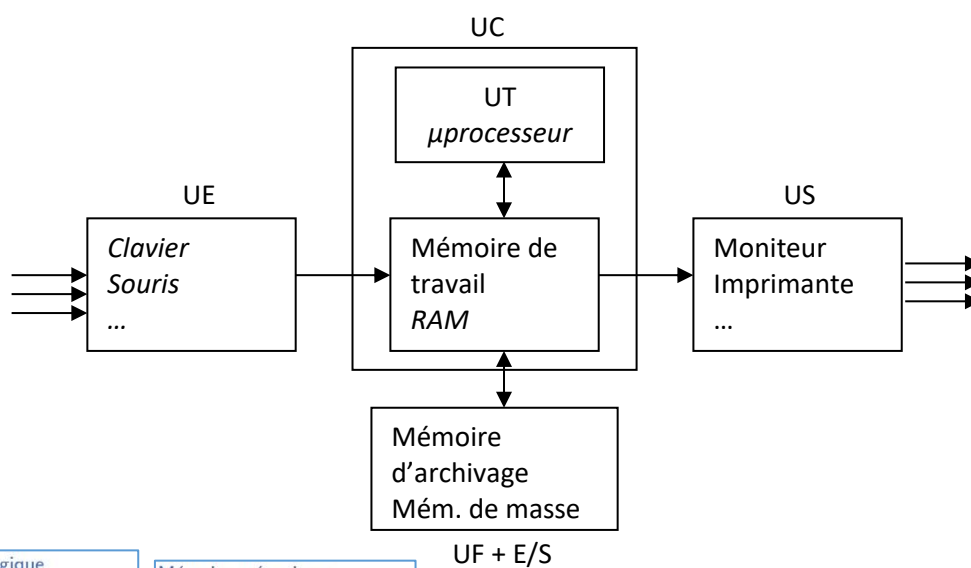 UC
UT
µprocesseur
UE
Clavier
Souris
...
Mémoire de
travail
RAM
US
Moniteur
Imprimante
...
Mémoire
d'archivage
Mém. de masse
UF + E/S